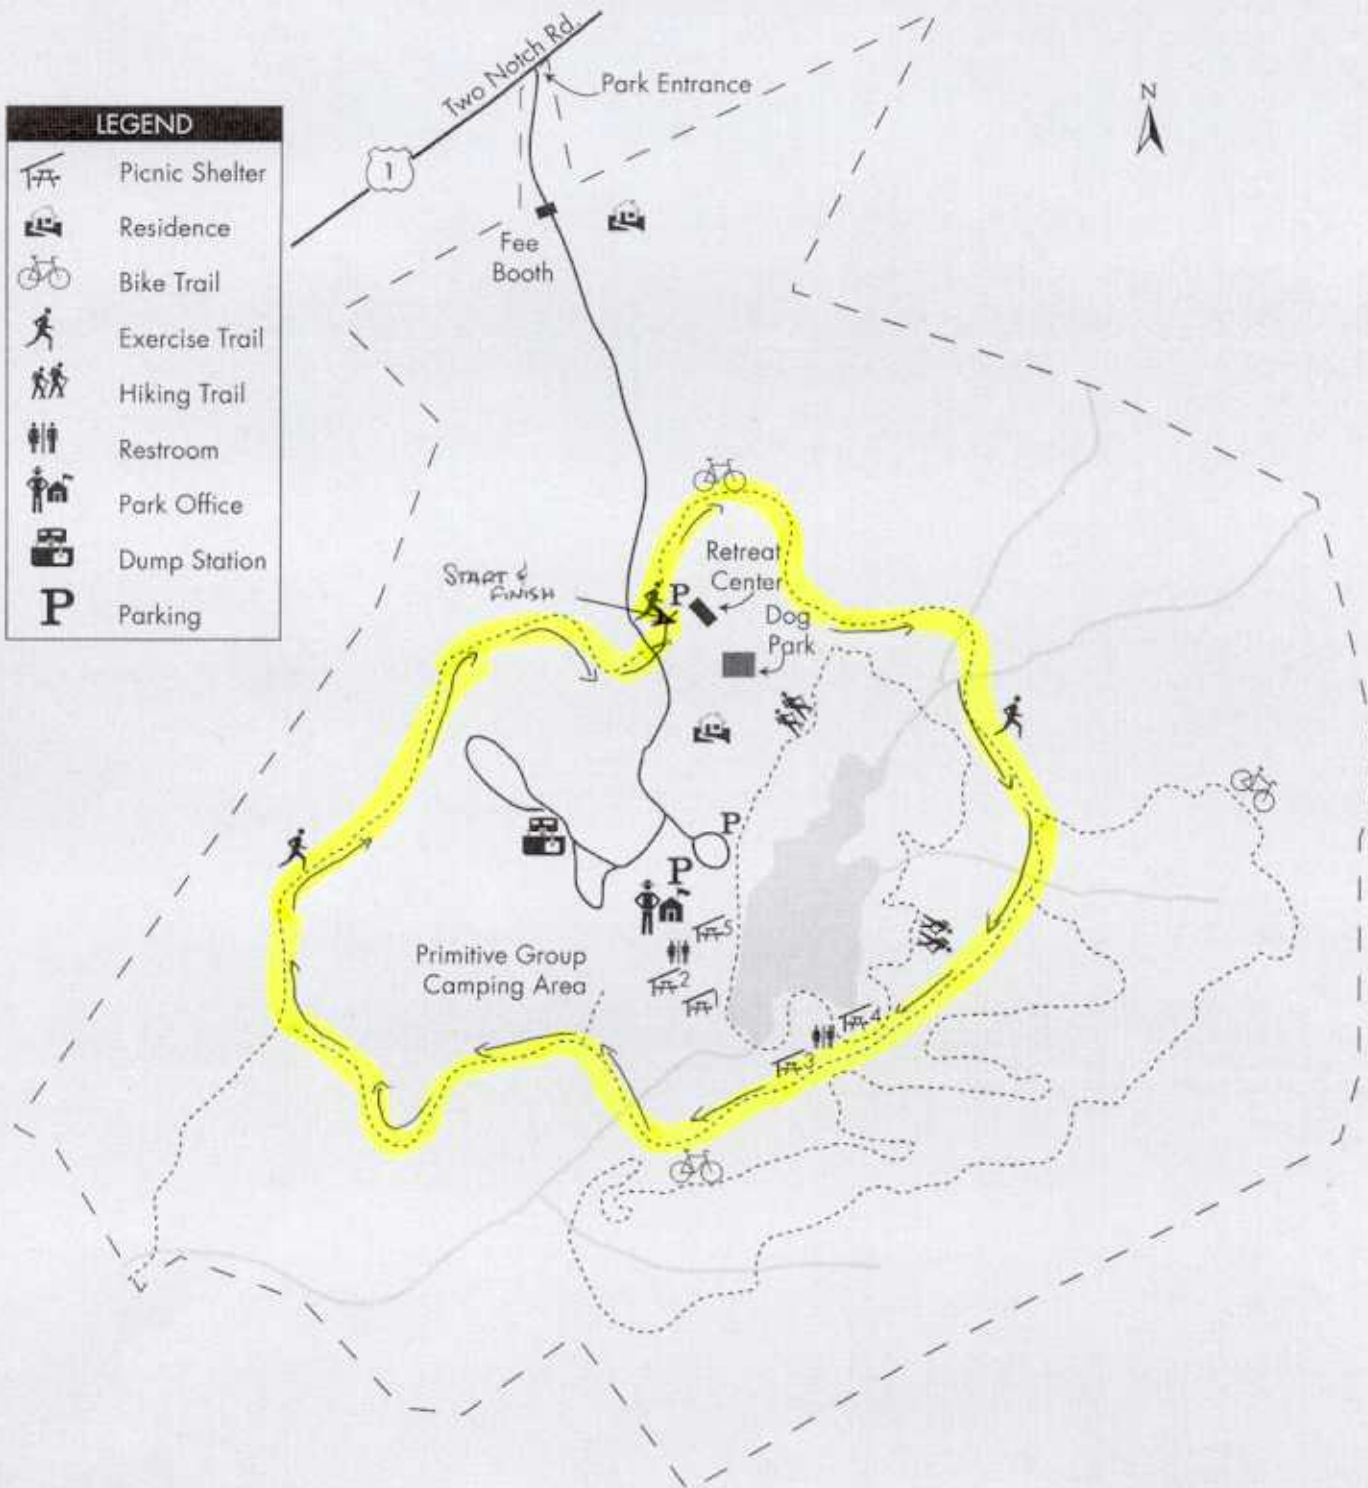 Two Notch Rd.
Park Entrance
N
1
LEGEND
Picnic Shelter
Residence
Bike Trail
Exercise Trail
Hiking Trail
Restroom
Park Office
Dump Station
P Parking
Fee
Booth
START &
FINISH
P
Retreat
Center
Dog
Park
P
P
5
Primitive Group
Camping Area
2
1
4
3